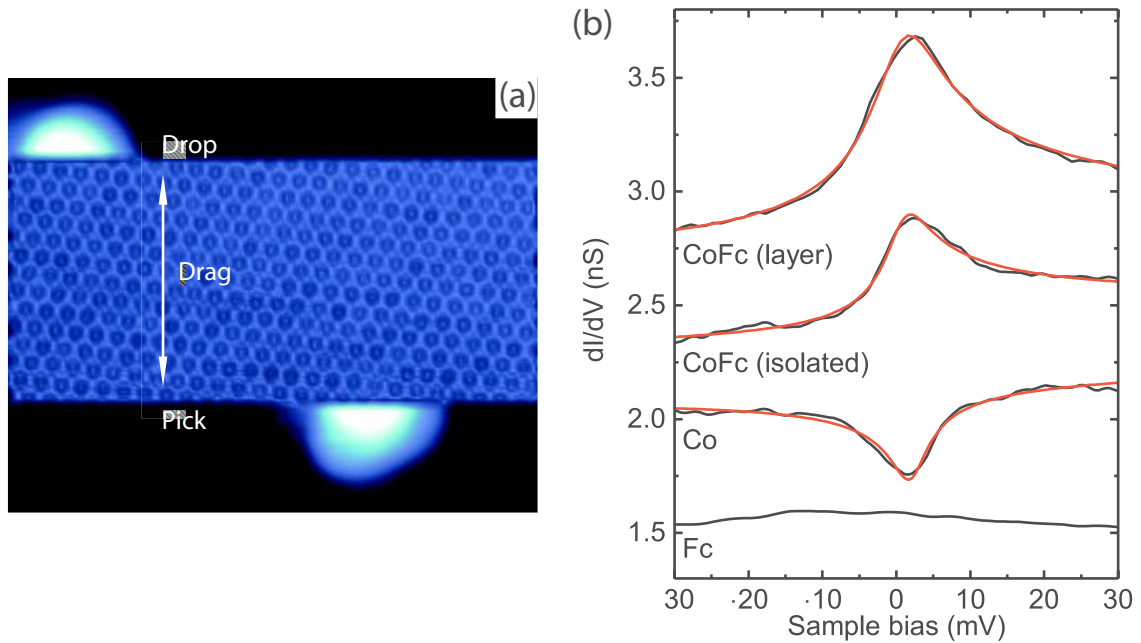 (a)
Drop
Drag
Pick
(b)
dI/dV (nS)
3.5
3.0
2.5
2.0
1.5
CoFc (layer)
CoFc (isolated)
Co
Fc
30 ·20 ·10 0 10 20 30
Sample bias (mV)